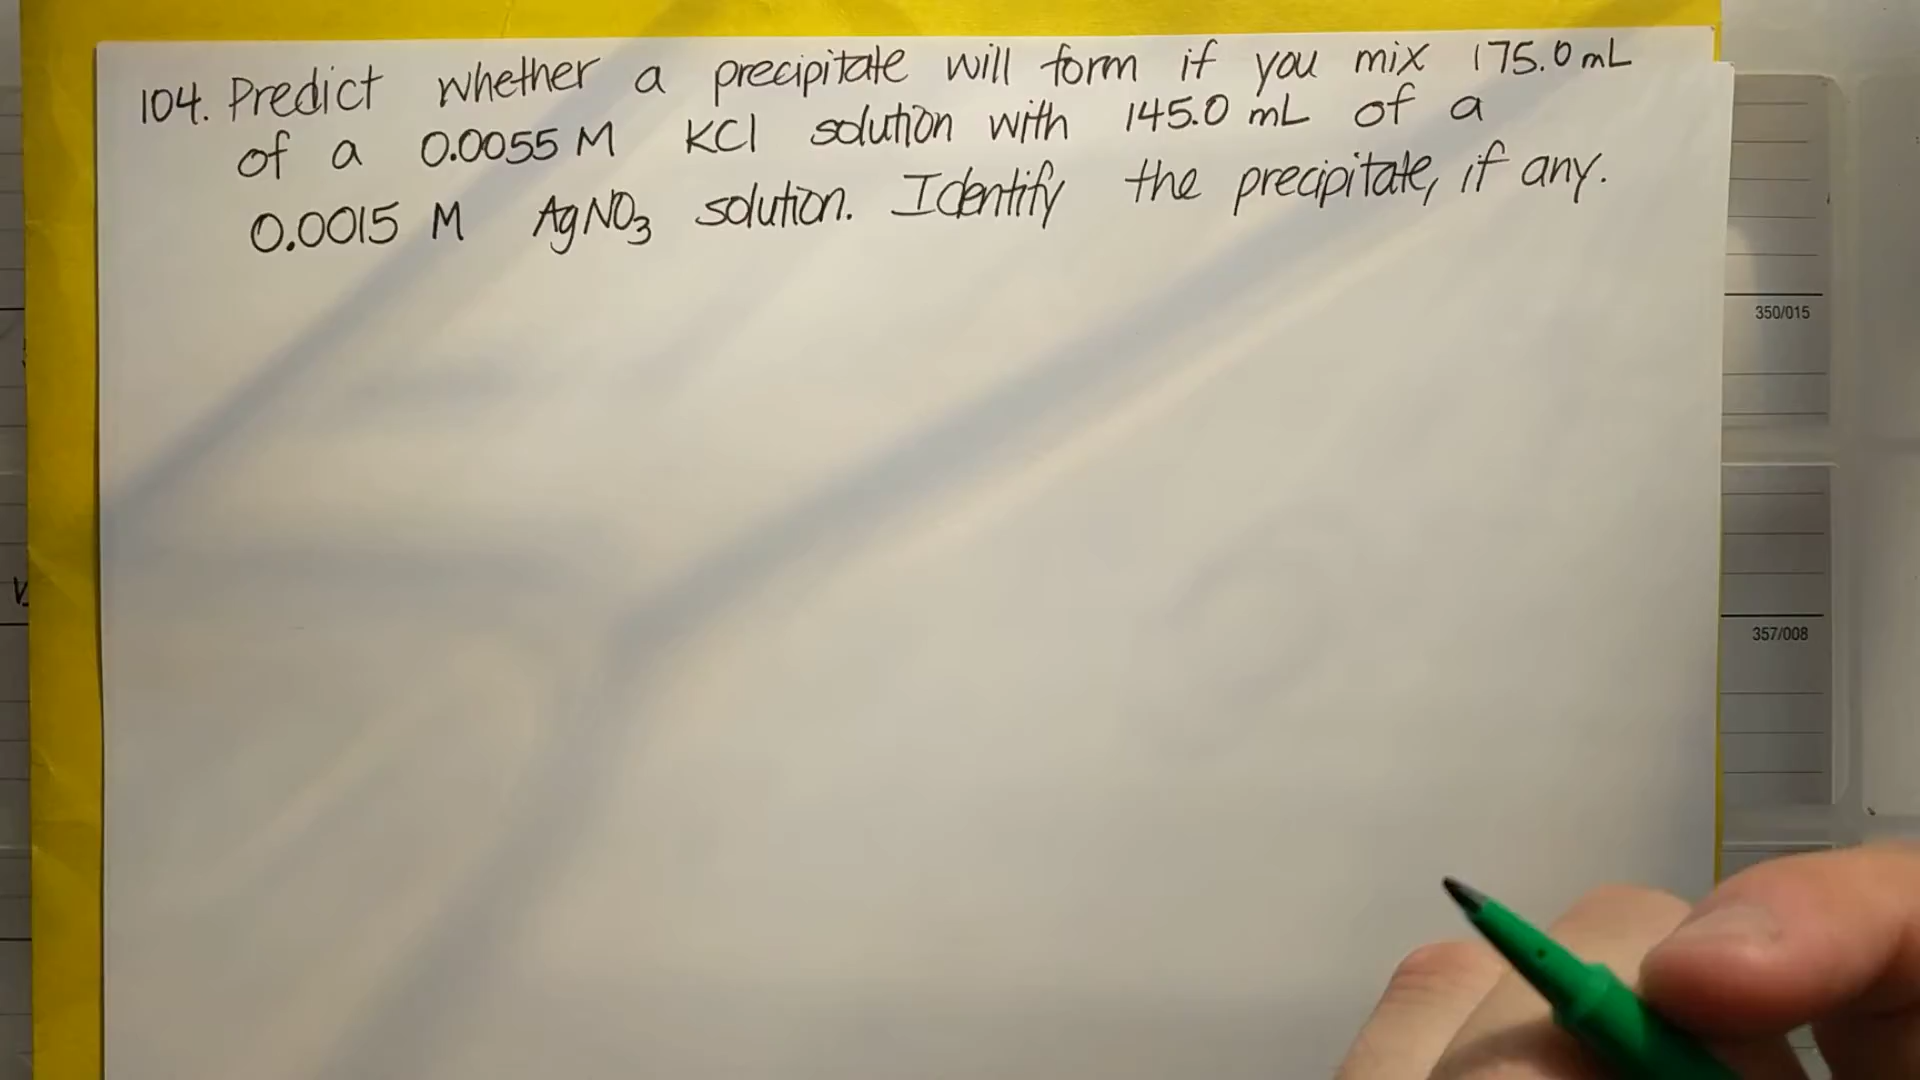 104. Predict whether a precipitate will form if you mix 175.0 mL
of a 0.0055 M KCl solution with 145.0 mL of a
0.0015 M AgNO3 solution. Identify the precipitate, if any.
350/015
357/008